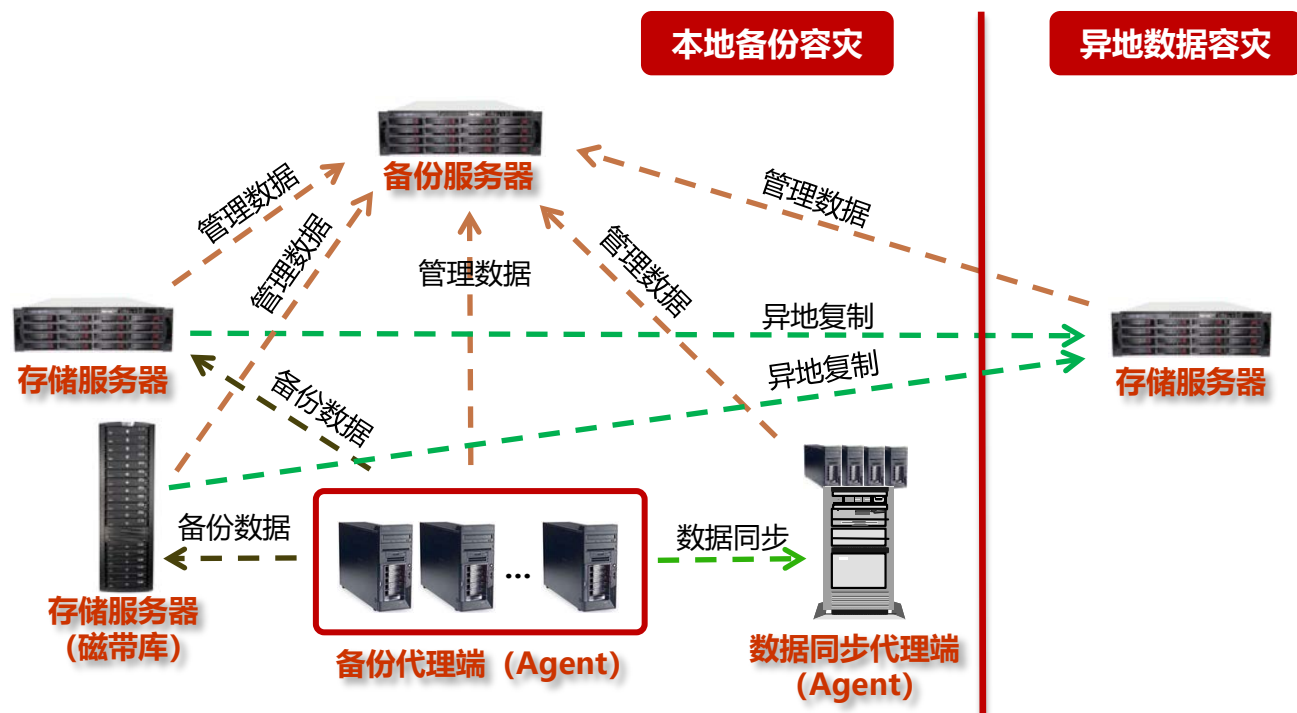 本地备份容灾
异地数据容灾
备份服务器
管理数据
管理数据
管理数据
管理数据
管理数据
存储服务器
异地复制
异地复制
存储服务器
备份数据
备份数据
数据同步
...
存储服务器
（磁带库）
备份代理端（Agent）
数据同步代理端
（Agent）